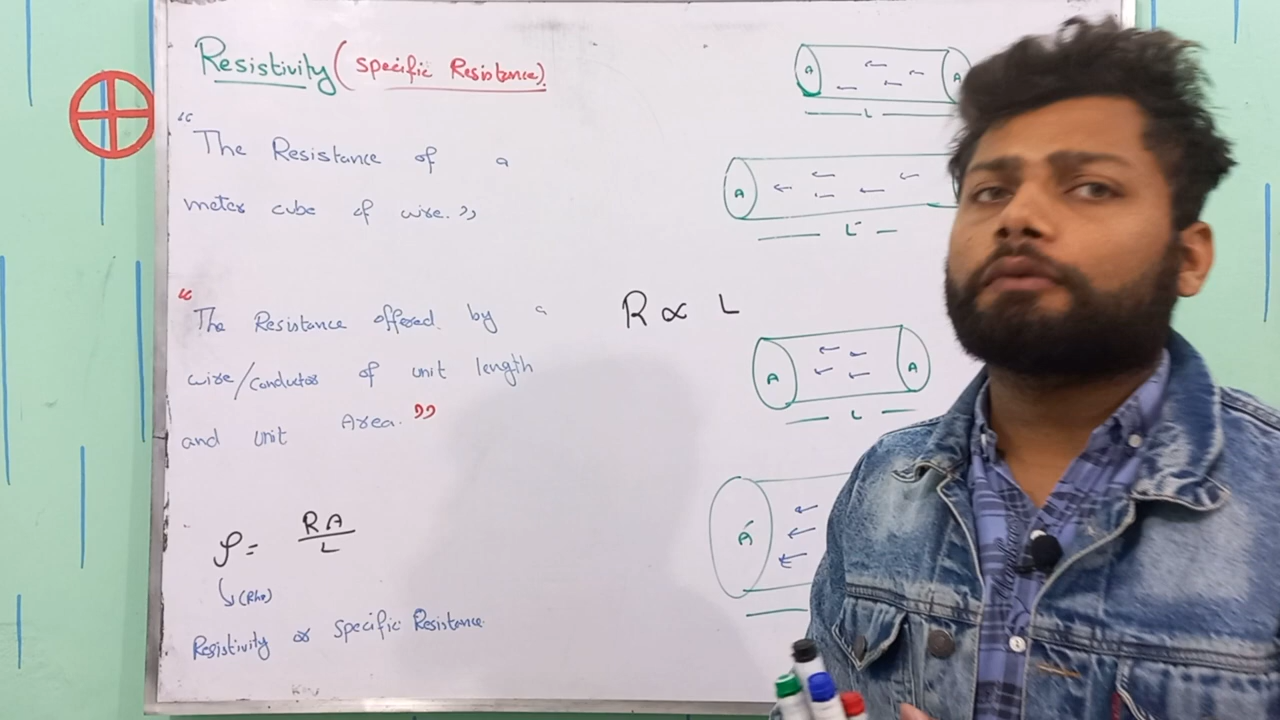 Resistivity (Specific Resistance).
"The Resistance of a
meter cube of wire."
"The Resistance offered by a
wire/conductor of unit length
and unit Area."
ρ = RA/L
(Rho)
Resistivity or Specific Resistance
R ∝ L
A A
L
A
L'
A A
L
A'